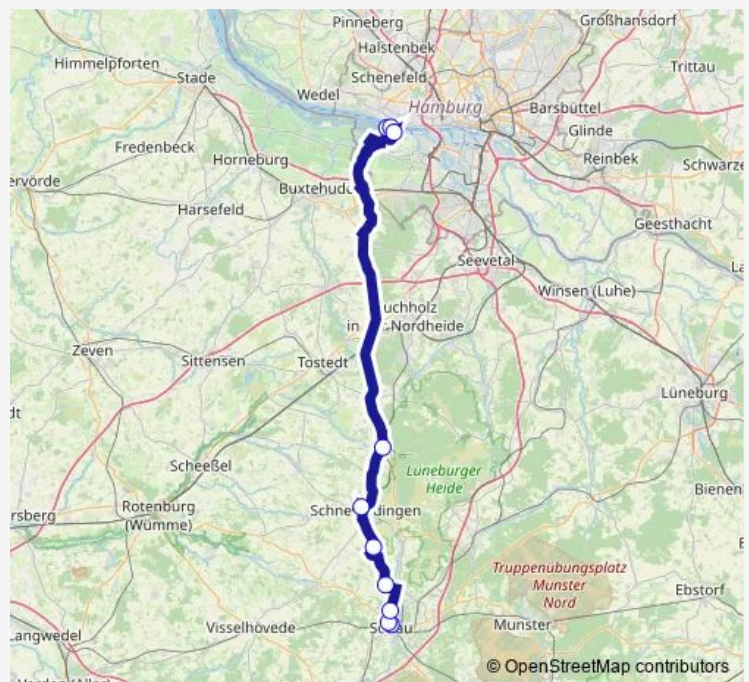 Pinneberg
Großhansdorf
Halstenbek
Himmelpforten
Stade
Schenefeld
Trittau
Wedel
Hamburg
Barsbüttel
Glinde
Fredenbeck
Horneburg
Reinbek
Schwarze
ervörde
Buxtehude
Harsefeld
Geesthacht
Seevetal
La
Winsen (Luhe)
uchholz
in Nordheide
Zeven
Sittensen
Tostedt
Lüneburg
dt
Scheeßel
Lüneburger
Heide
Bienen
rsberg
Rotenburg
(Wümme)
Schne dingen
Truppenübungsplatz
Munster
Nord
Ebstorf
Langwedel
Visselhövede
Munster
© OpenStreetMap contributors